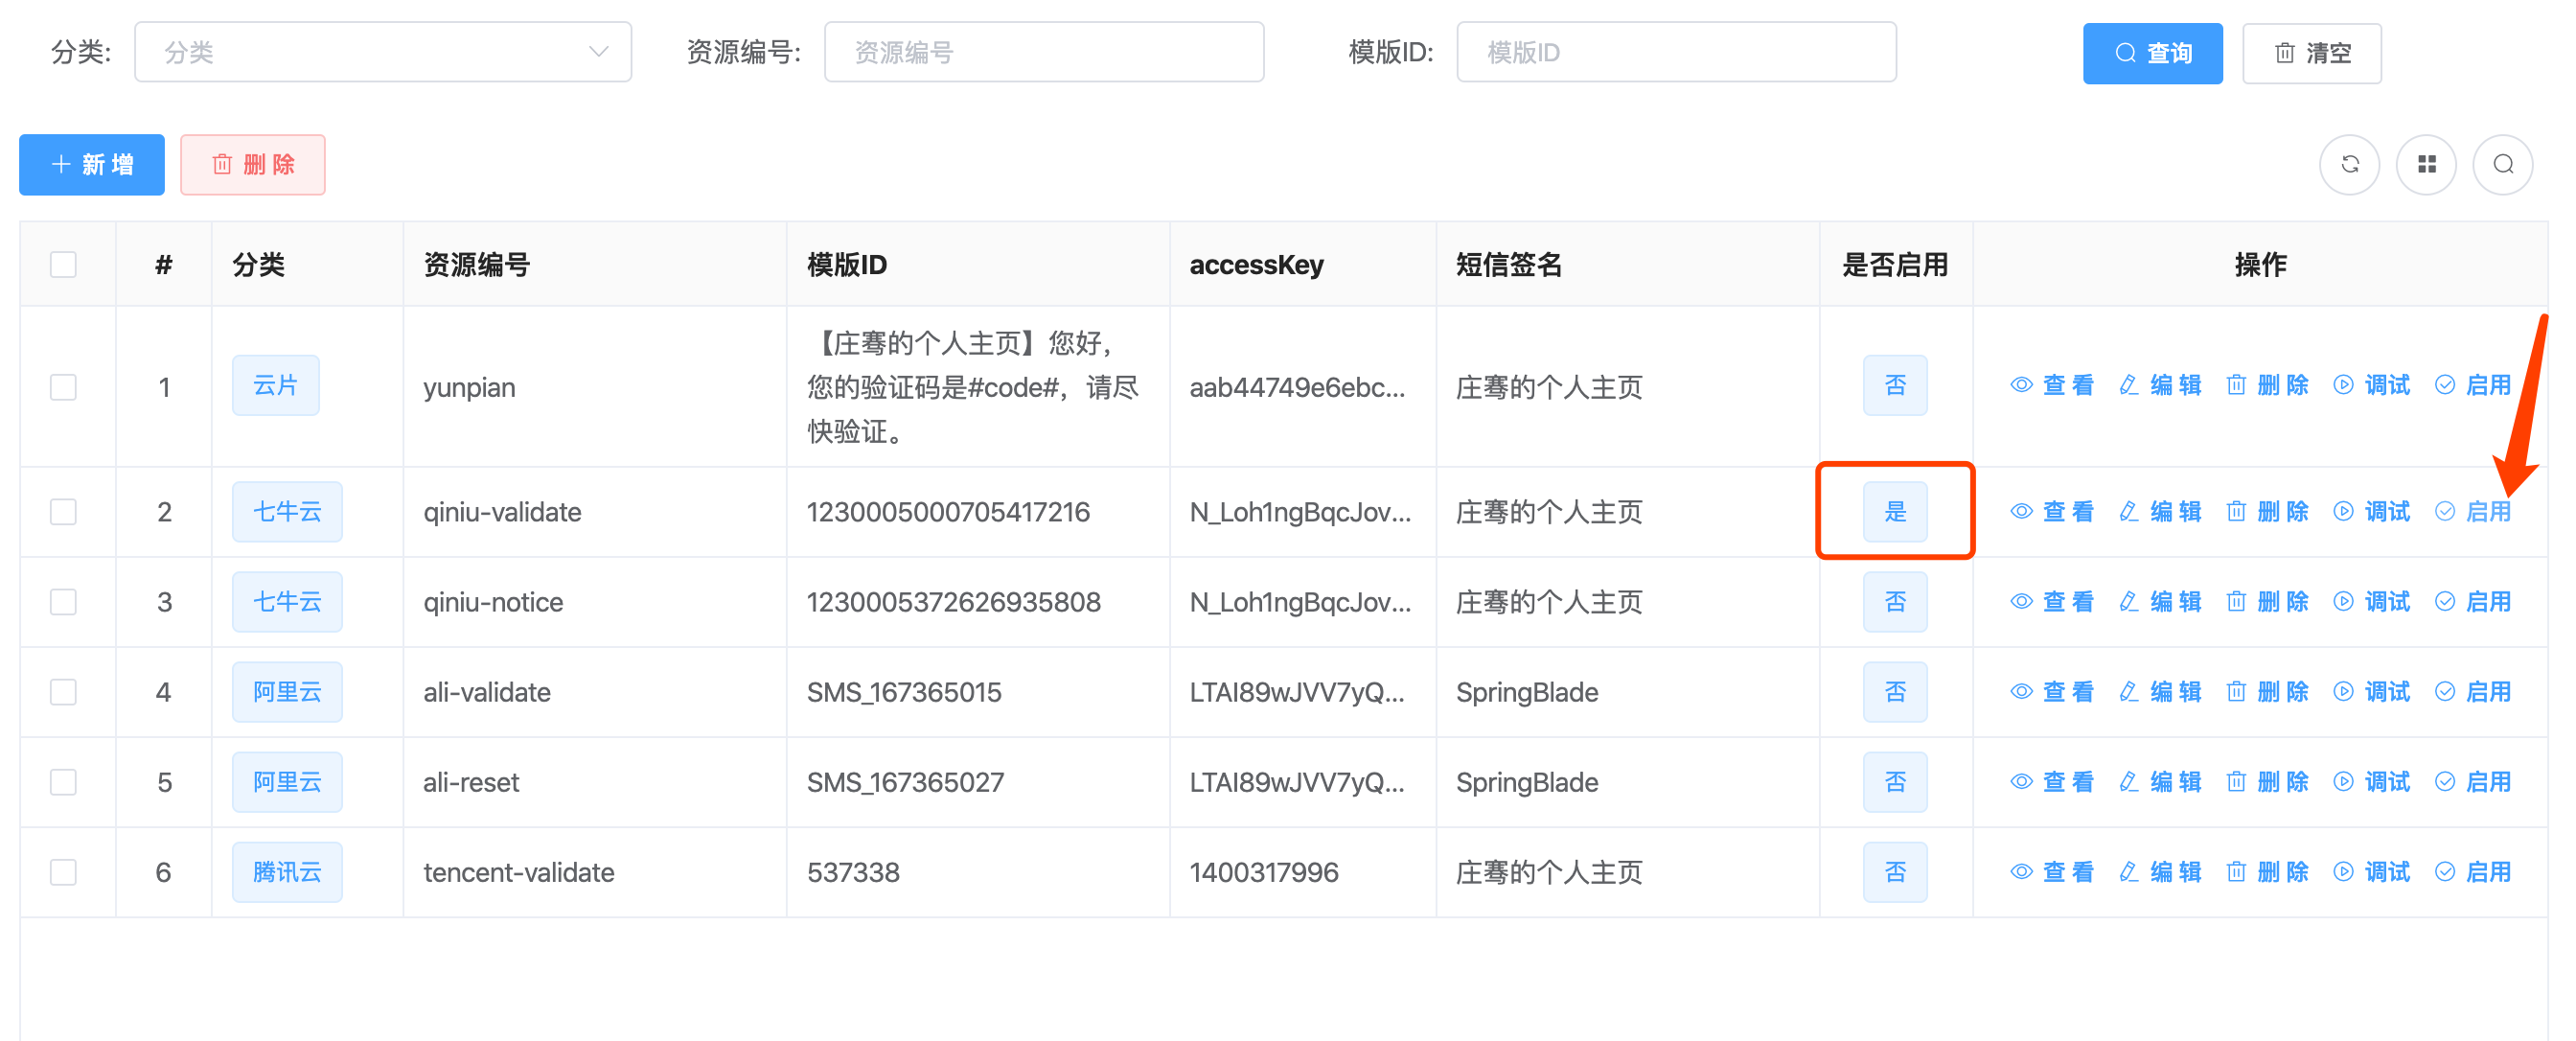 分类: 分类 资源编号: 资源编号 模版ID: 模版ID 查询 清空
新增 删除
# 分类 资源编号 模版ID accessKey 短信签名 是否启用 操作
1 云片 yunpian 【庄骞的个人主页】您好，
您的验证码是#code#，请尽
快验证。 aab44749e6ebc... 庄骞的个人主页 否 查看 编辑 删除 调试 启用
2 七牛云 qiniu-validate 1230005000705417216 N_Loh1ngBqcJov... 庄骞的个人主页 是 查看 编辑 删除 调试 启用
3 七牛云 qiniu-notice 1230005372626935808 N_Loh1ngBqcJov... 庄骞的个人主页 否 查看 编辑 删除 调试 启用
4 阿里云 ali-validate SMS_167365015 LTAI89wJVV7yQ... SpringBlade 否 查看 编辑 删除 调试 启用
5 阿里云 ali-reset SMS_167365027 LTAI89wJVV7yQ... SpringBlade 否 查看 编辑 删除 调试 启用
6 腾讯云 tencent-validate 537338 1400317996 庄骞的个人主页 否 查看 编辑 删除 调试 启用